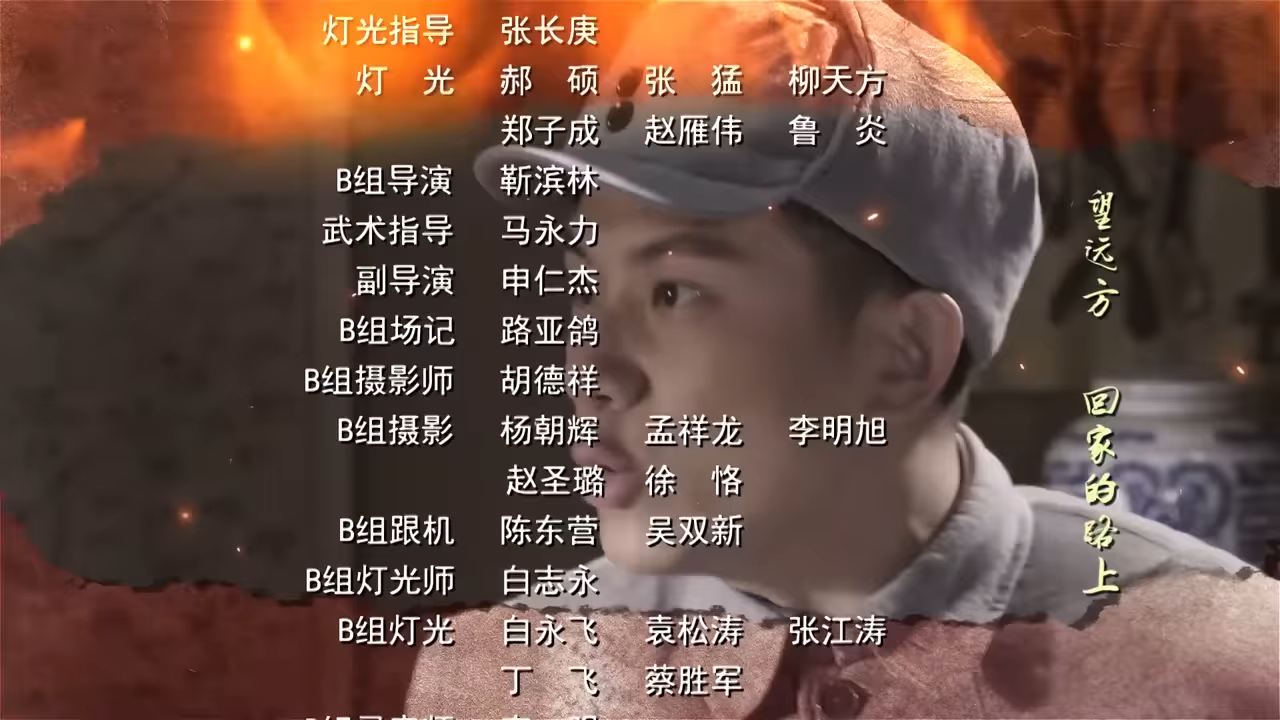 灯光指导 张长庚
灯 光 郝 硕 张 猛 柳天方
郑子成 赵雁伟 鲁 炎
B组导演 靳滨林
武术指导 马永力
副导演 申仁杰
B组场记 路亚鸽
B组摄影师 胡德祥
B组摄影 杨朝辉 孟祥龙 李明旭
赵圣璐 徐 恪
B组跟机 陈东营 吴双新
B组灯光师 白志永
B组灯光 白永飞 袁松涛 张江涛
丁 飞 蔡胜军
望远方 回家的路上